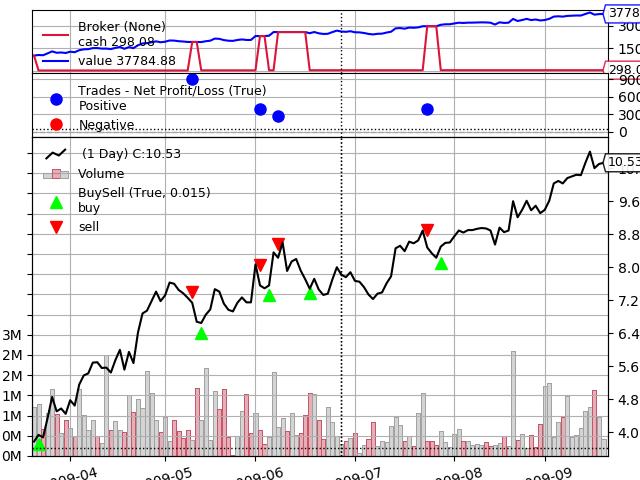 Broker (None)
cash 298.08
value 37784.88
3778
300
150
298.0
Trades - Net Profit/Loss (True)
Positive
Negative
900
600
300
0
(1 Day) C:10.53
Volume
BuySell (True, 0.015)
buy
sell
10.53
9.6
8.8
8.0
7.2
6.4
5.6
4.8
4.0
3M
2M
2M
1M
1M
0M
0M
009-04
009-05
009-06
009-07
009-08
009-09